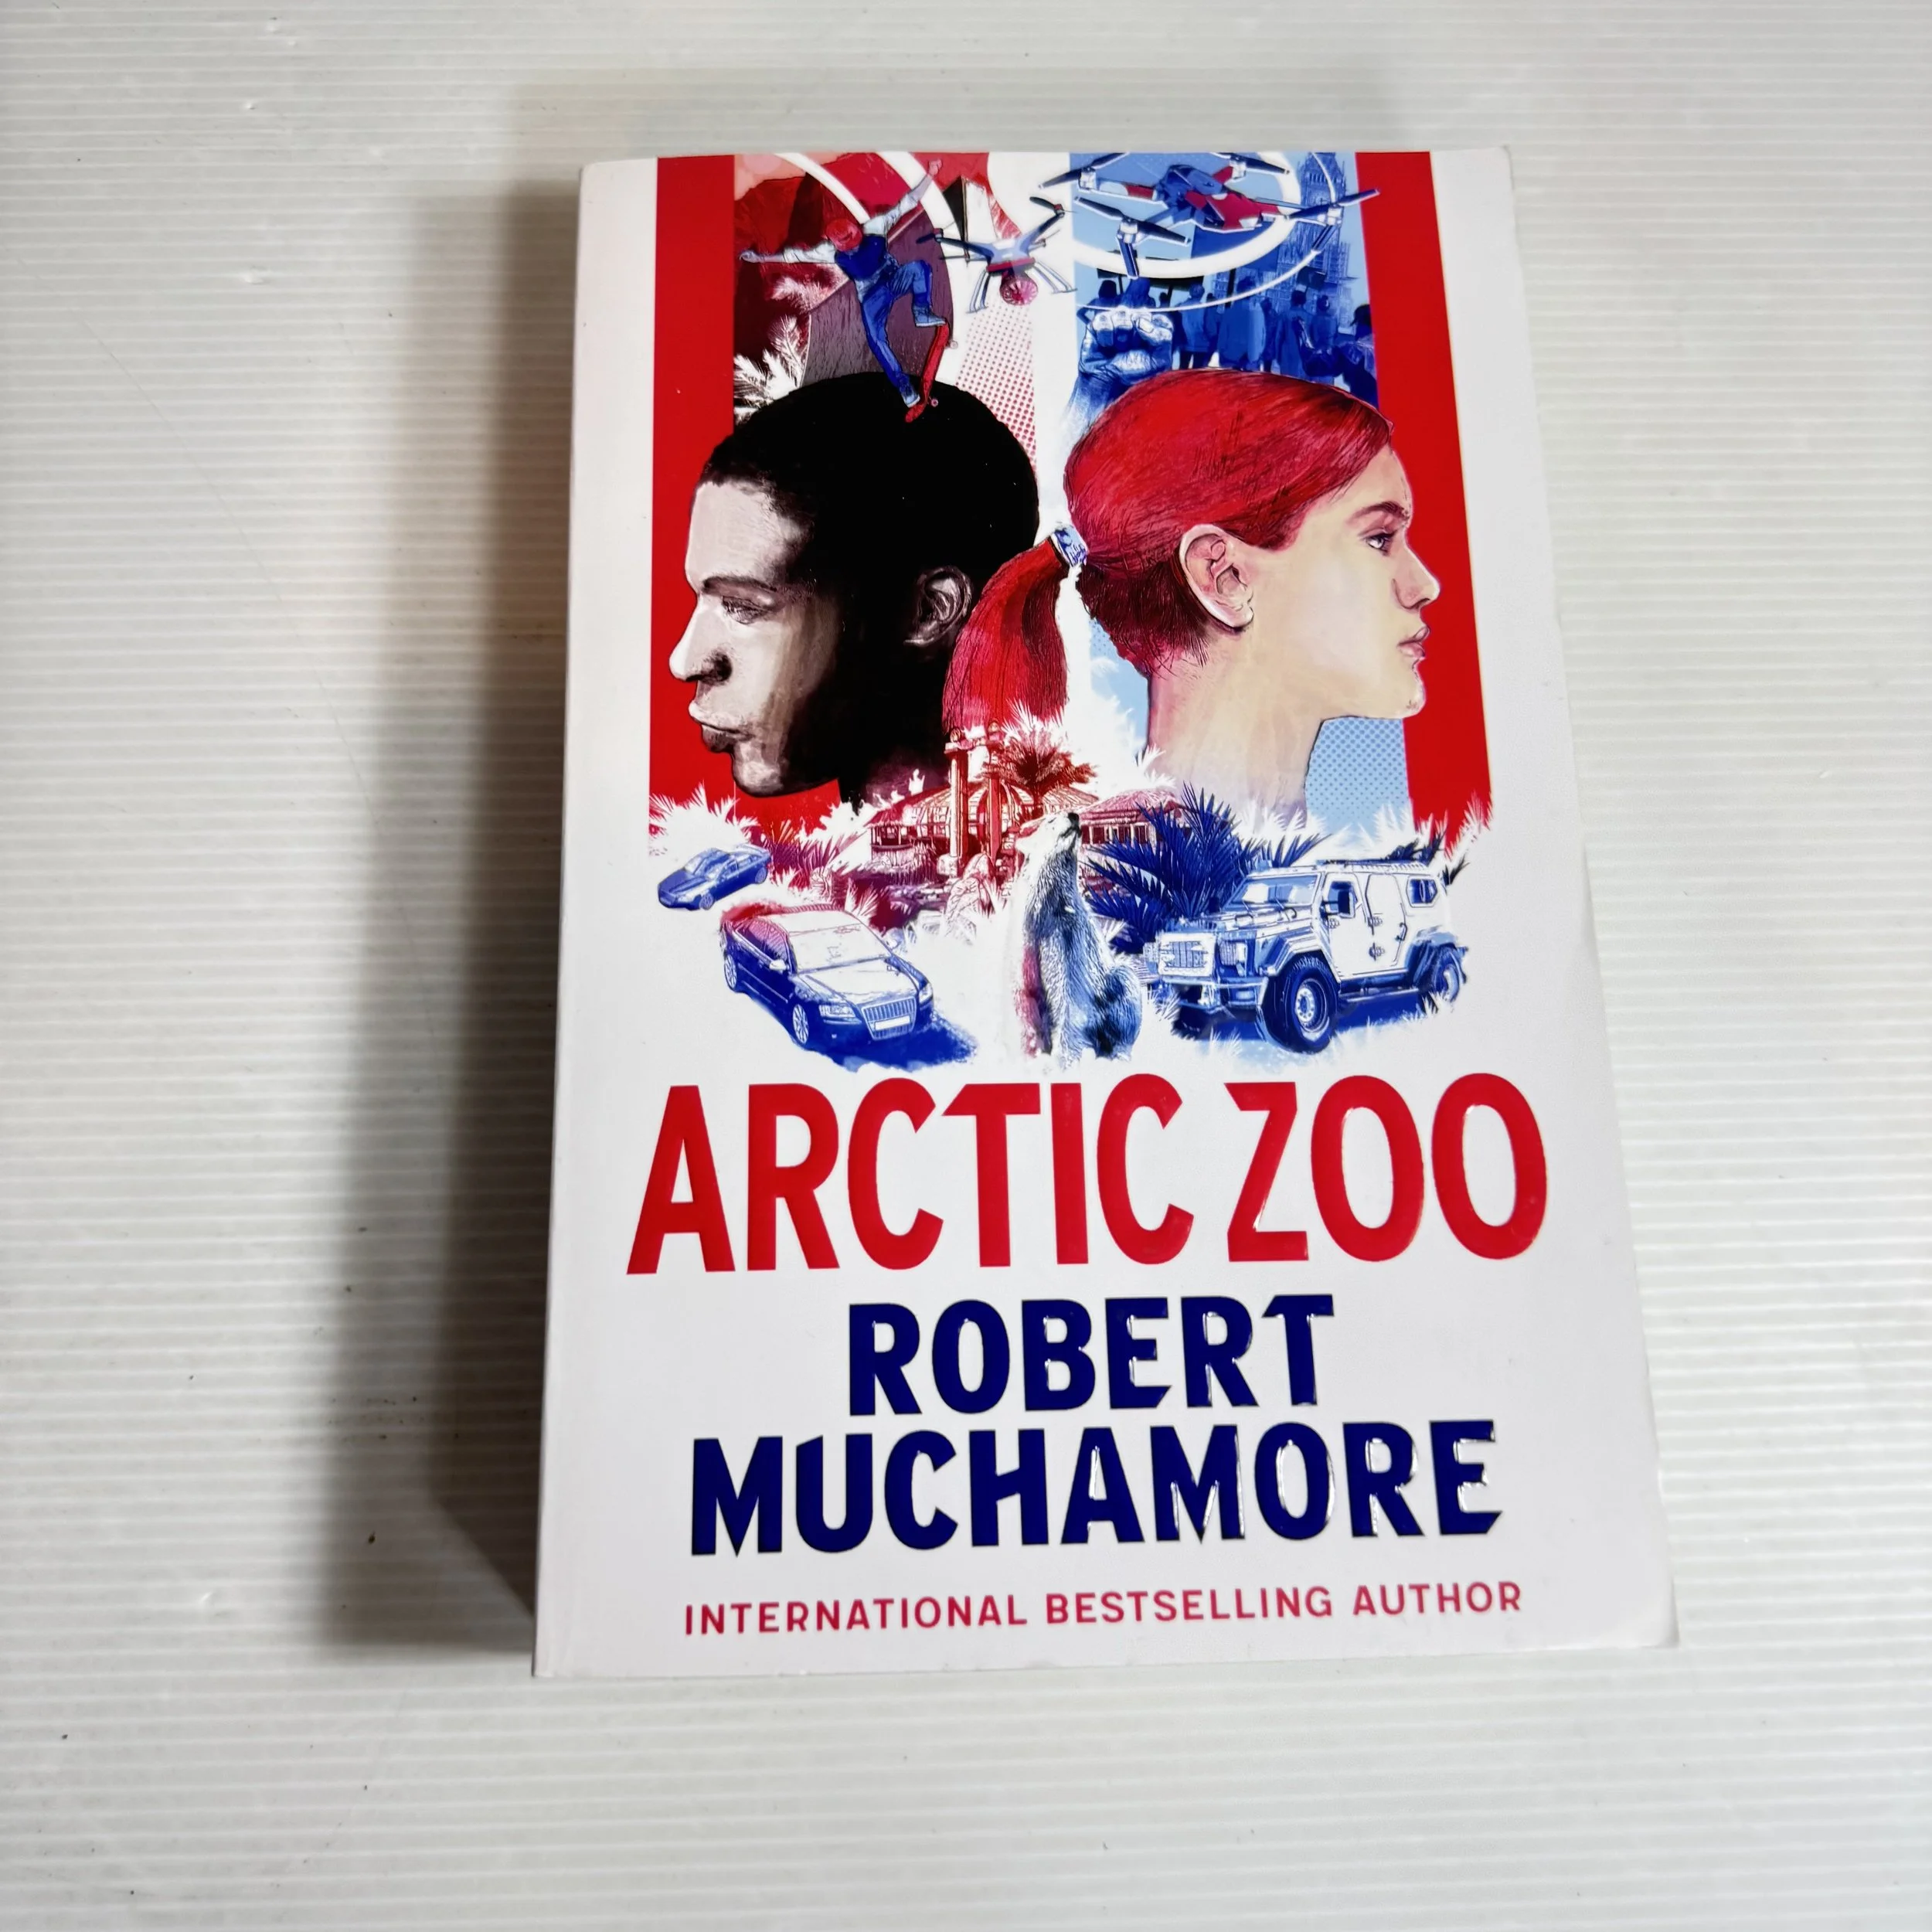 ARCTIC ZOO
ROBERT
MUCHAMORE
INTERNATIONAL BESTSELLING AUTHOR